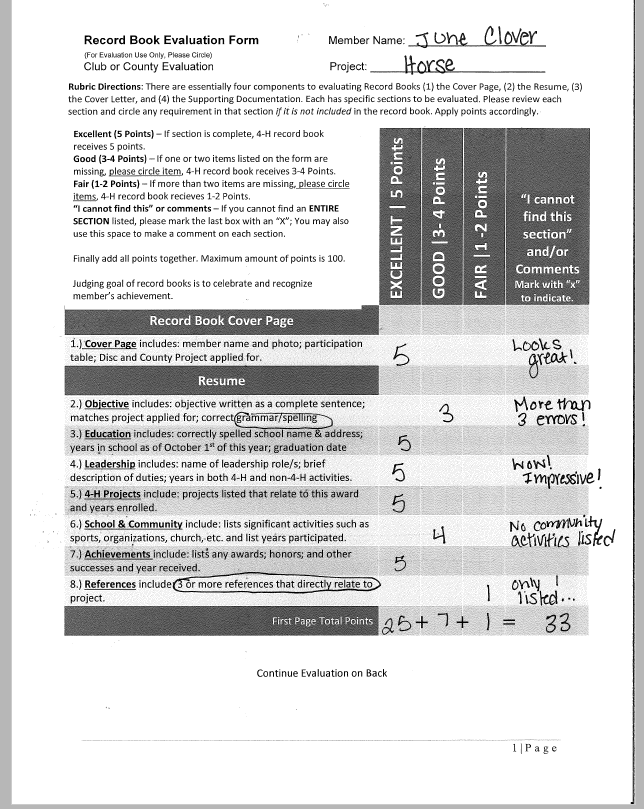 Record Book Evaluation Form
Member Name: June Clover
(For Evaluation Use Only, Please Circle)
Club or County Evaluation
Project: Horse
Rubric Directions: There are essentially four components to evaluating Record Books (1) the Cover Page, (2) the Resume, (3)
the Cover Letter, and (4) the Supporting Documentation. Each has specific sections to be evaluated. Please review each
section and circle any requirement in that section if it is not included in the record book. Apply points accordingly.
Excellent (5 Points) – If section is complete, 4-H record book
receives 5 points.
Good (3-4 Points) – If one or two items listed on the form are
missing, please circle item, 4-H record book receives 3-4 Points.
Fair (1-2 Points) – If more than two items are missing, please circle
items, 4-H record book recieves 1-2 Points.
"I cannot find this" or comments – If you cannot find an ENTIRE
SECTION listed, please mark the last box with an "X"; You may also
use this space to make a comment on each section.
Finally add all points together. Maximum amount of points is 100.
Judging goal of record books is to celebrate and recognize
member's achievement.
EXCELLENT | 5 Points
GOOD |3- 4 Points
FAIR |1 -2 Points
"I cannot
find this
section"
and/or
Comments
Mark with "x"
to indicate.
Record Book Cover Page
1.) Cover Page includes: member name and photo; participation
table; Disc and County Project applied for.
5
Looks
great!
Resume
2.) Objective includes: objective written as a complete sentence;
matches project applied for; correct grammar/spelling
3
More than
3 errors!
3.) Education includes: correctly spelled school name & address;
years in school as of October 1st of this year; graduation date
5
4.) Leadership includes: name of leadership role/s; brief
description of duties; years in both 4-H and non-4-H activities.
5
Wow!
Impressive!
5.) 4-H Projects include: projects listed that relate to this award
and years enrolled.
5
6.) School & Community include: lists significant activities such as
sports, organizations, church, etc. and list years participated.
4
No community
activities listed
7.) Achievements include: lists any awards; honors; and other
successes and year received.
5
8.) References include 3 or more references that directly relate to
project.
1
only 1
listed...
First Page Total Points
25 + 7 + 1 = 33
Continue Evaluation on Back
1 | Page